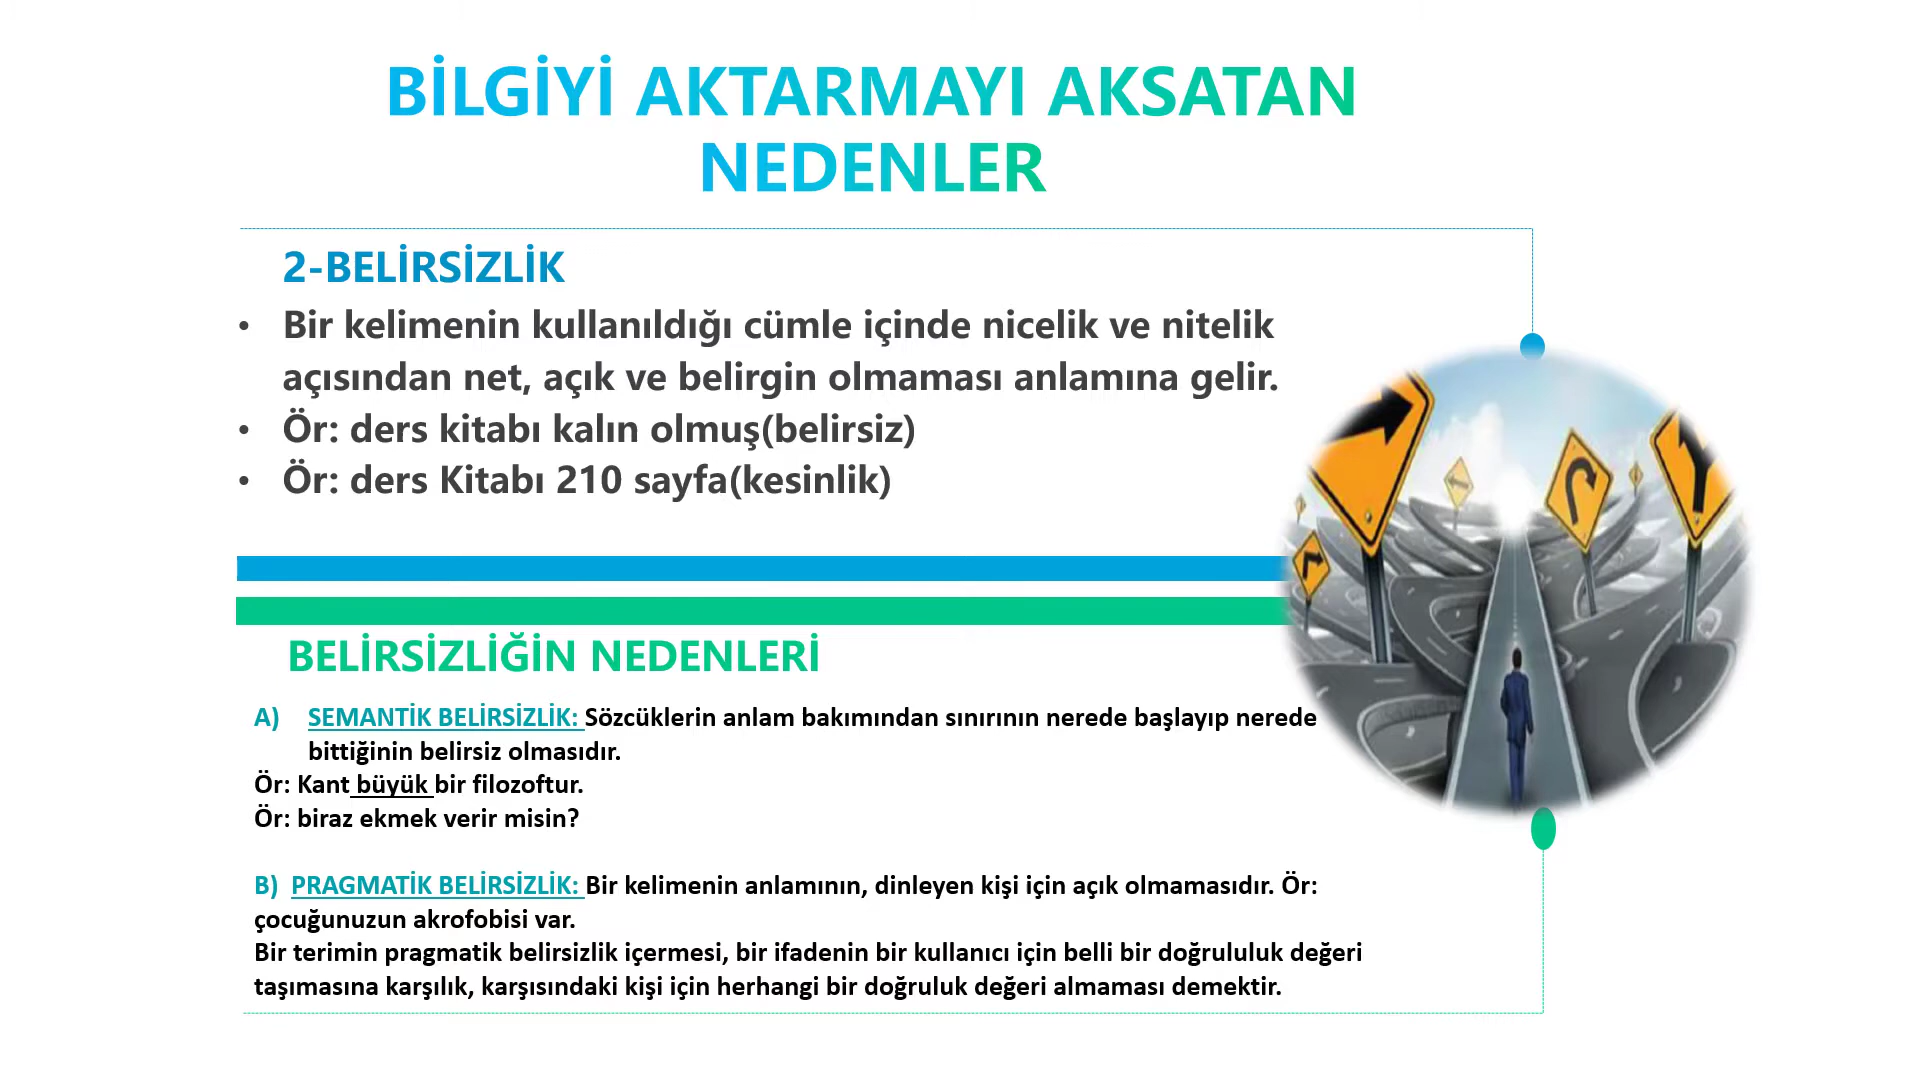 BİLGİYİ AKTARMAYI AKSATAN
NEDENLER
2-BELİRSİZLİK
• Bir kelimenin kullanıldığı cümle içinde nicelik ve nitelik
açısından net, açık ve belirgin olmaması anlamına gelir.
• Ör: ders kitabı kalın olmuş(belirsiz)
• Ör: ders Kitabı 210 sayfa(kesinlik)
BELİRSİZLİĞİN NEDENLERİ
A) SEMANTİK BELİRSİZLİK: Sözcüklerin anlam bakımından sınırının nerede başlayıp nerede
bittiğinin belirsiz olmasıdır.
Ör: Kant büyük bir filozoftur.
Ör: biraz ekmek verir misin?
B) PRAGMATİK BELİRSİZLİK: Bir kelimenin anlamının, dinleyen kişi için açık olmamasıdır. Ör:
çocuğunuzun akrofobisi var.
Bir terimin pragmatik belirsizlik içermesi, bir ifadenin bir kullanıcı için belli bir doğrululuk değeri
taşımasına karşılık, karşısındaki kişi için herhangi bir doğruluk değeri almaması demektir.